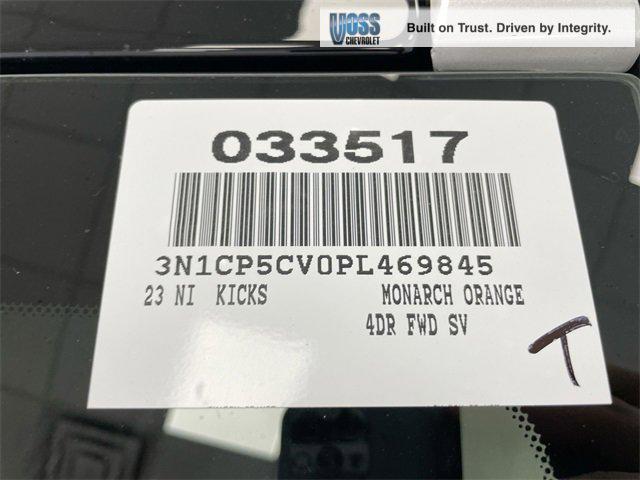 VOSS
CHEVROLET
Built on Trust. Driven by Integrity.
033517
3N1CP5CV0PL469845
23 NI KICKS MONARCH ORANGE
4DR FWD SV
T